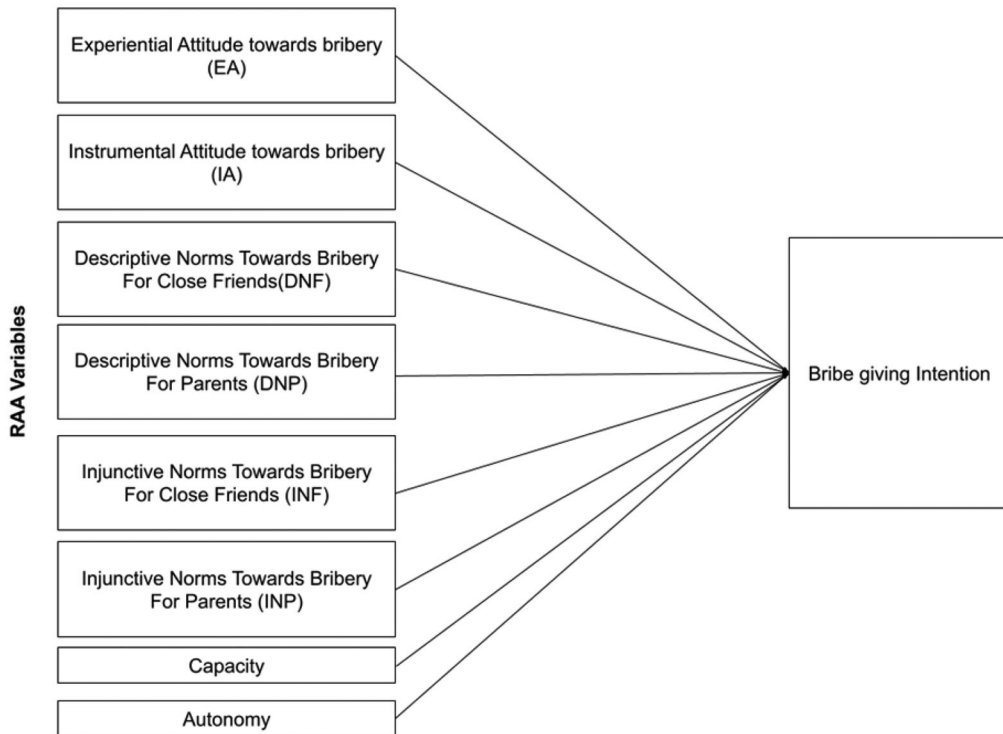 Experiential Attitude towards bribery
(EA)
Instrumental Attitude towards bribery
(IA)
Descriptive Norms Towards Bribery
For Close Friends(DNF)
Descriptive Norms Towards Bribery
For Parents (DNP)
Injunctive Norms Towards Bribery
For Close Friends (INF)
Injunctive Norms Towards Bribery
For Parents (INP)
Capacity
Autonomy
RAA Variables
Bribe giving Intention